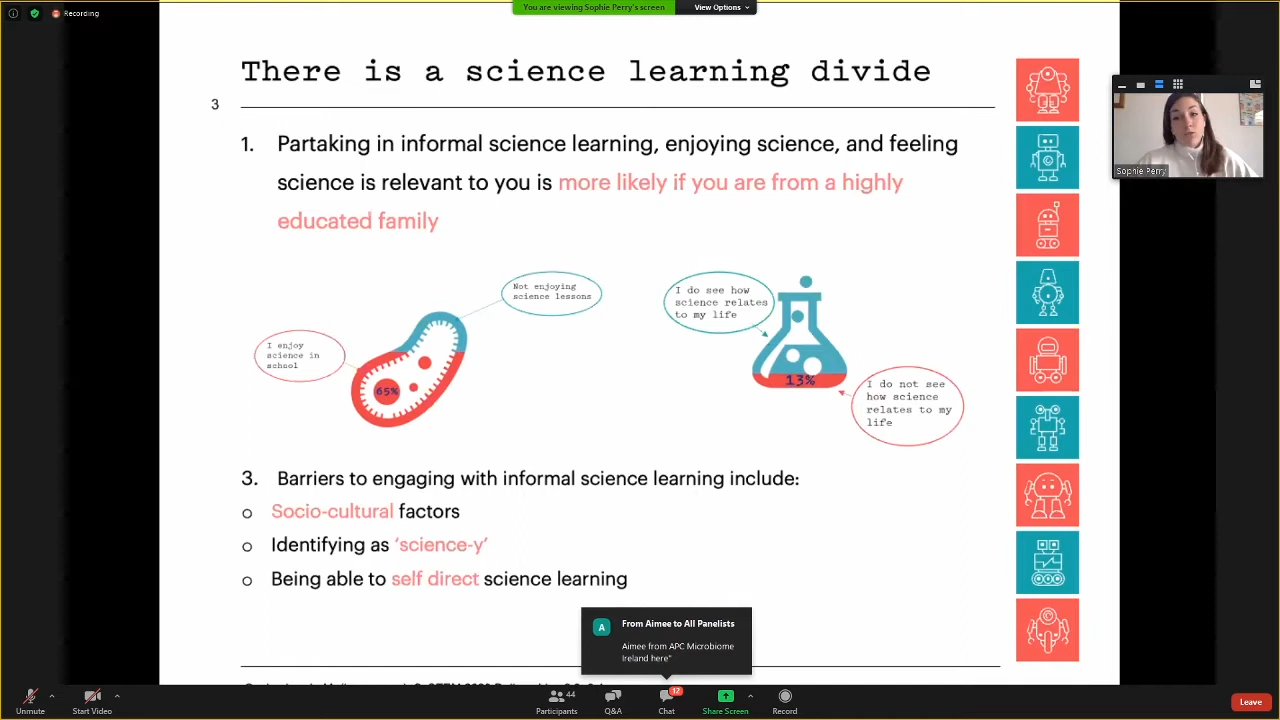 Recording
You are viewing Sophie Perry's screen
View Options
There is a science learning divide
3
1. Partaking in informal science learning, enjoying science, and feeling
science is relevant to you is more likely if you are from a highly
educated family
Not enjoying
science lessons
I enjoy
science in
school
65%
I do see how
science relates
to my life
13%
I do not see
how science
relates to my
life
3. Barriers to engaging with informal science learning include:
o Socio-cultural factors
o Identifying as ‘science-y’
o Being able to self direct science learning
Sophie Perry
A
From Aimee to All Panelists
Aimee from APC Microbiome
Ireland here"
Unmute
Start Video
44
Participants
Q&A
12
Chat
Share Screen
Record
Leave